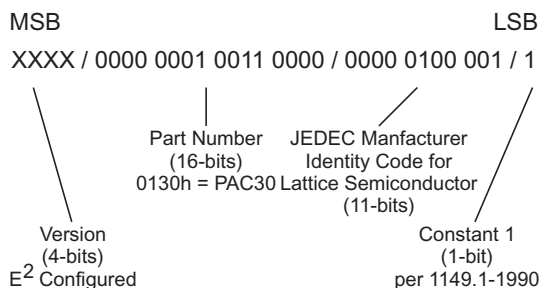 MSB LSB
XXXX / 0000 0001 0011 0000 / 0000 0100 001 / 1
Part Number
(16-bits)
0130h = PAC30
JEDEC Manfacturer
Identity Code for
Lattice Semiconductor
(11-bits)
Version
(4-bits)
E2 Configured
Constant 1
(1-bit)
per 1149.1-1990